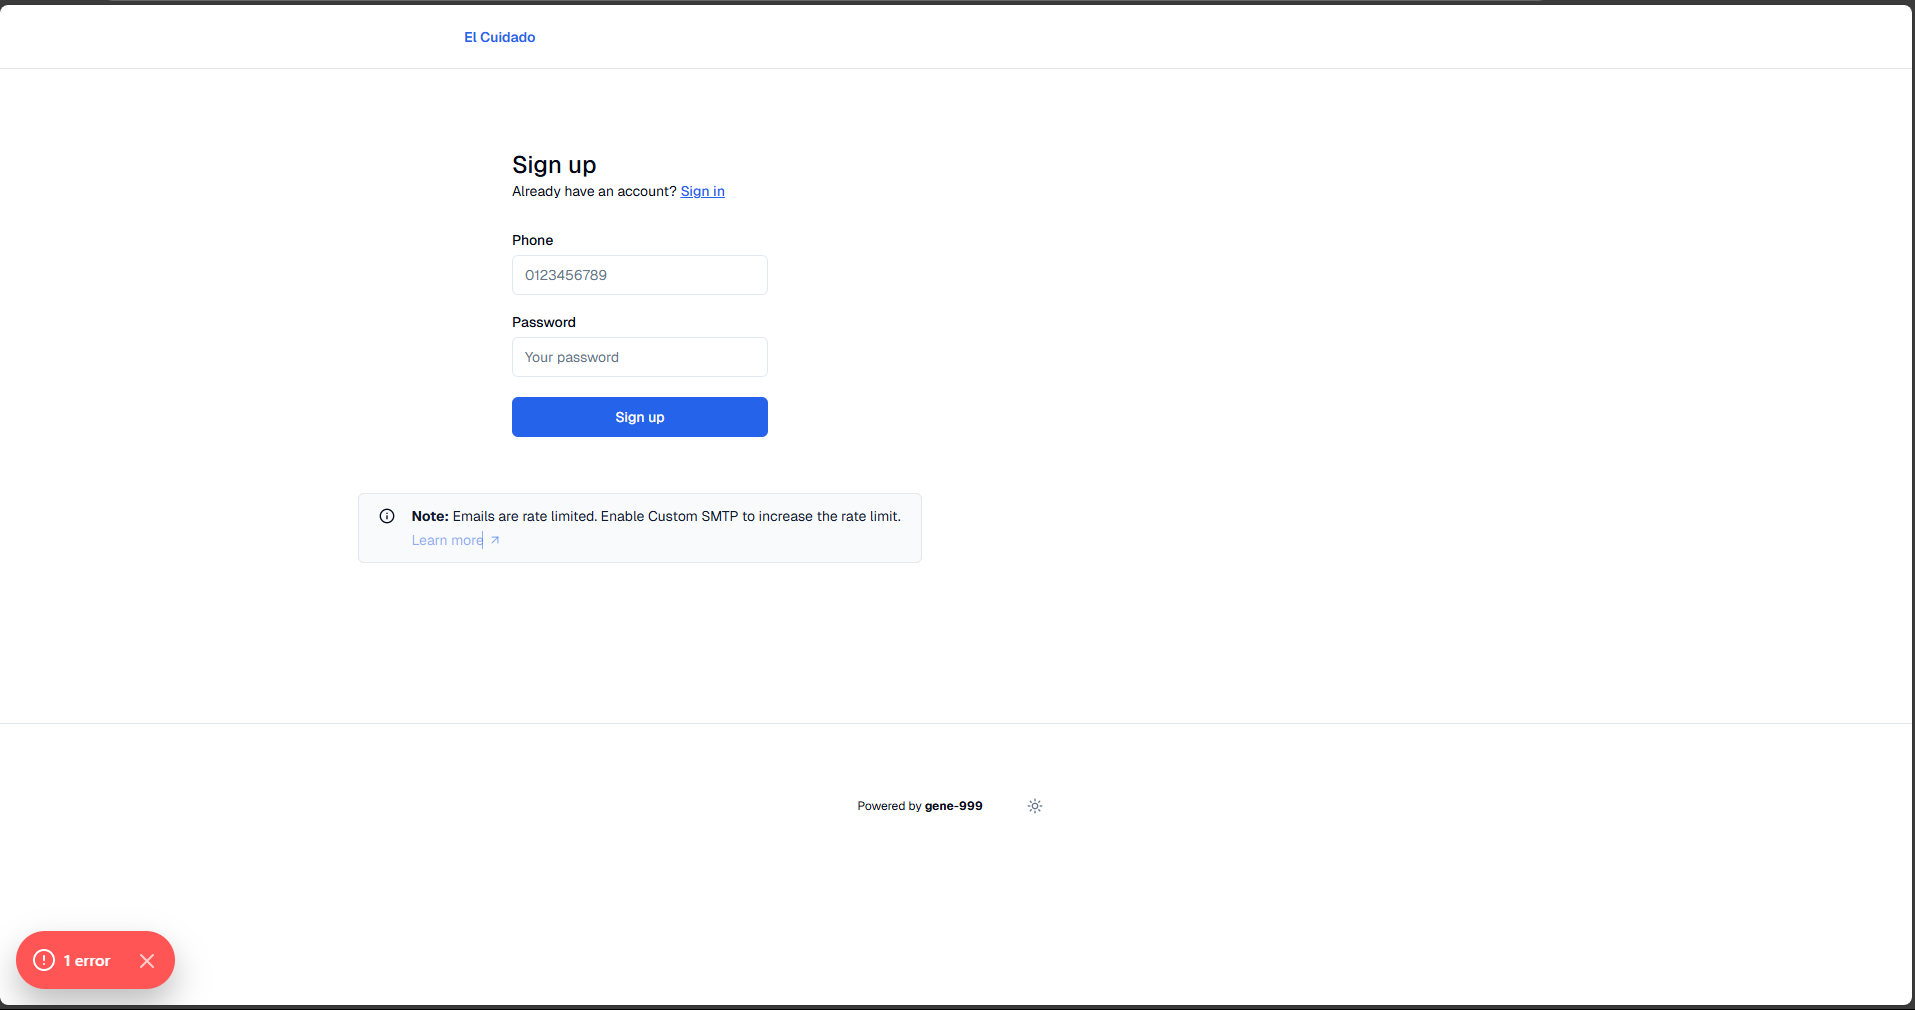 El Cuidado
Sign up
Already have an account? Sign in
Phone
0123456789
Password
Your password
Sign up
Note: Emails are rate limited. Enable Custom SMTP to increase the rate limit.
Learn more
Powered by gene-999
1 error